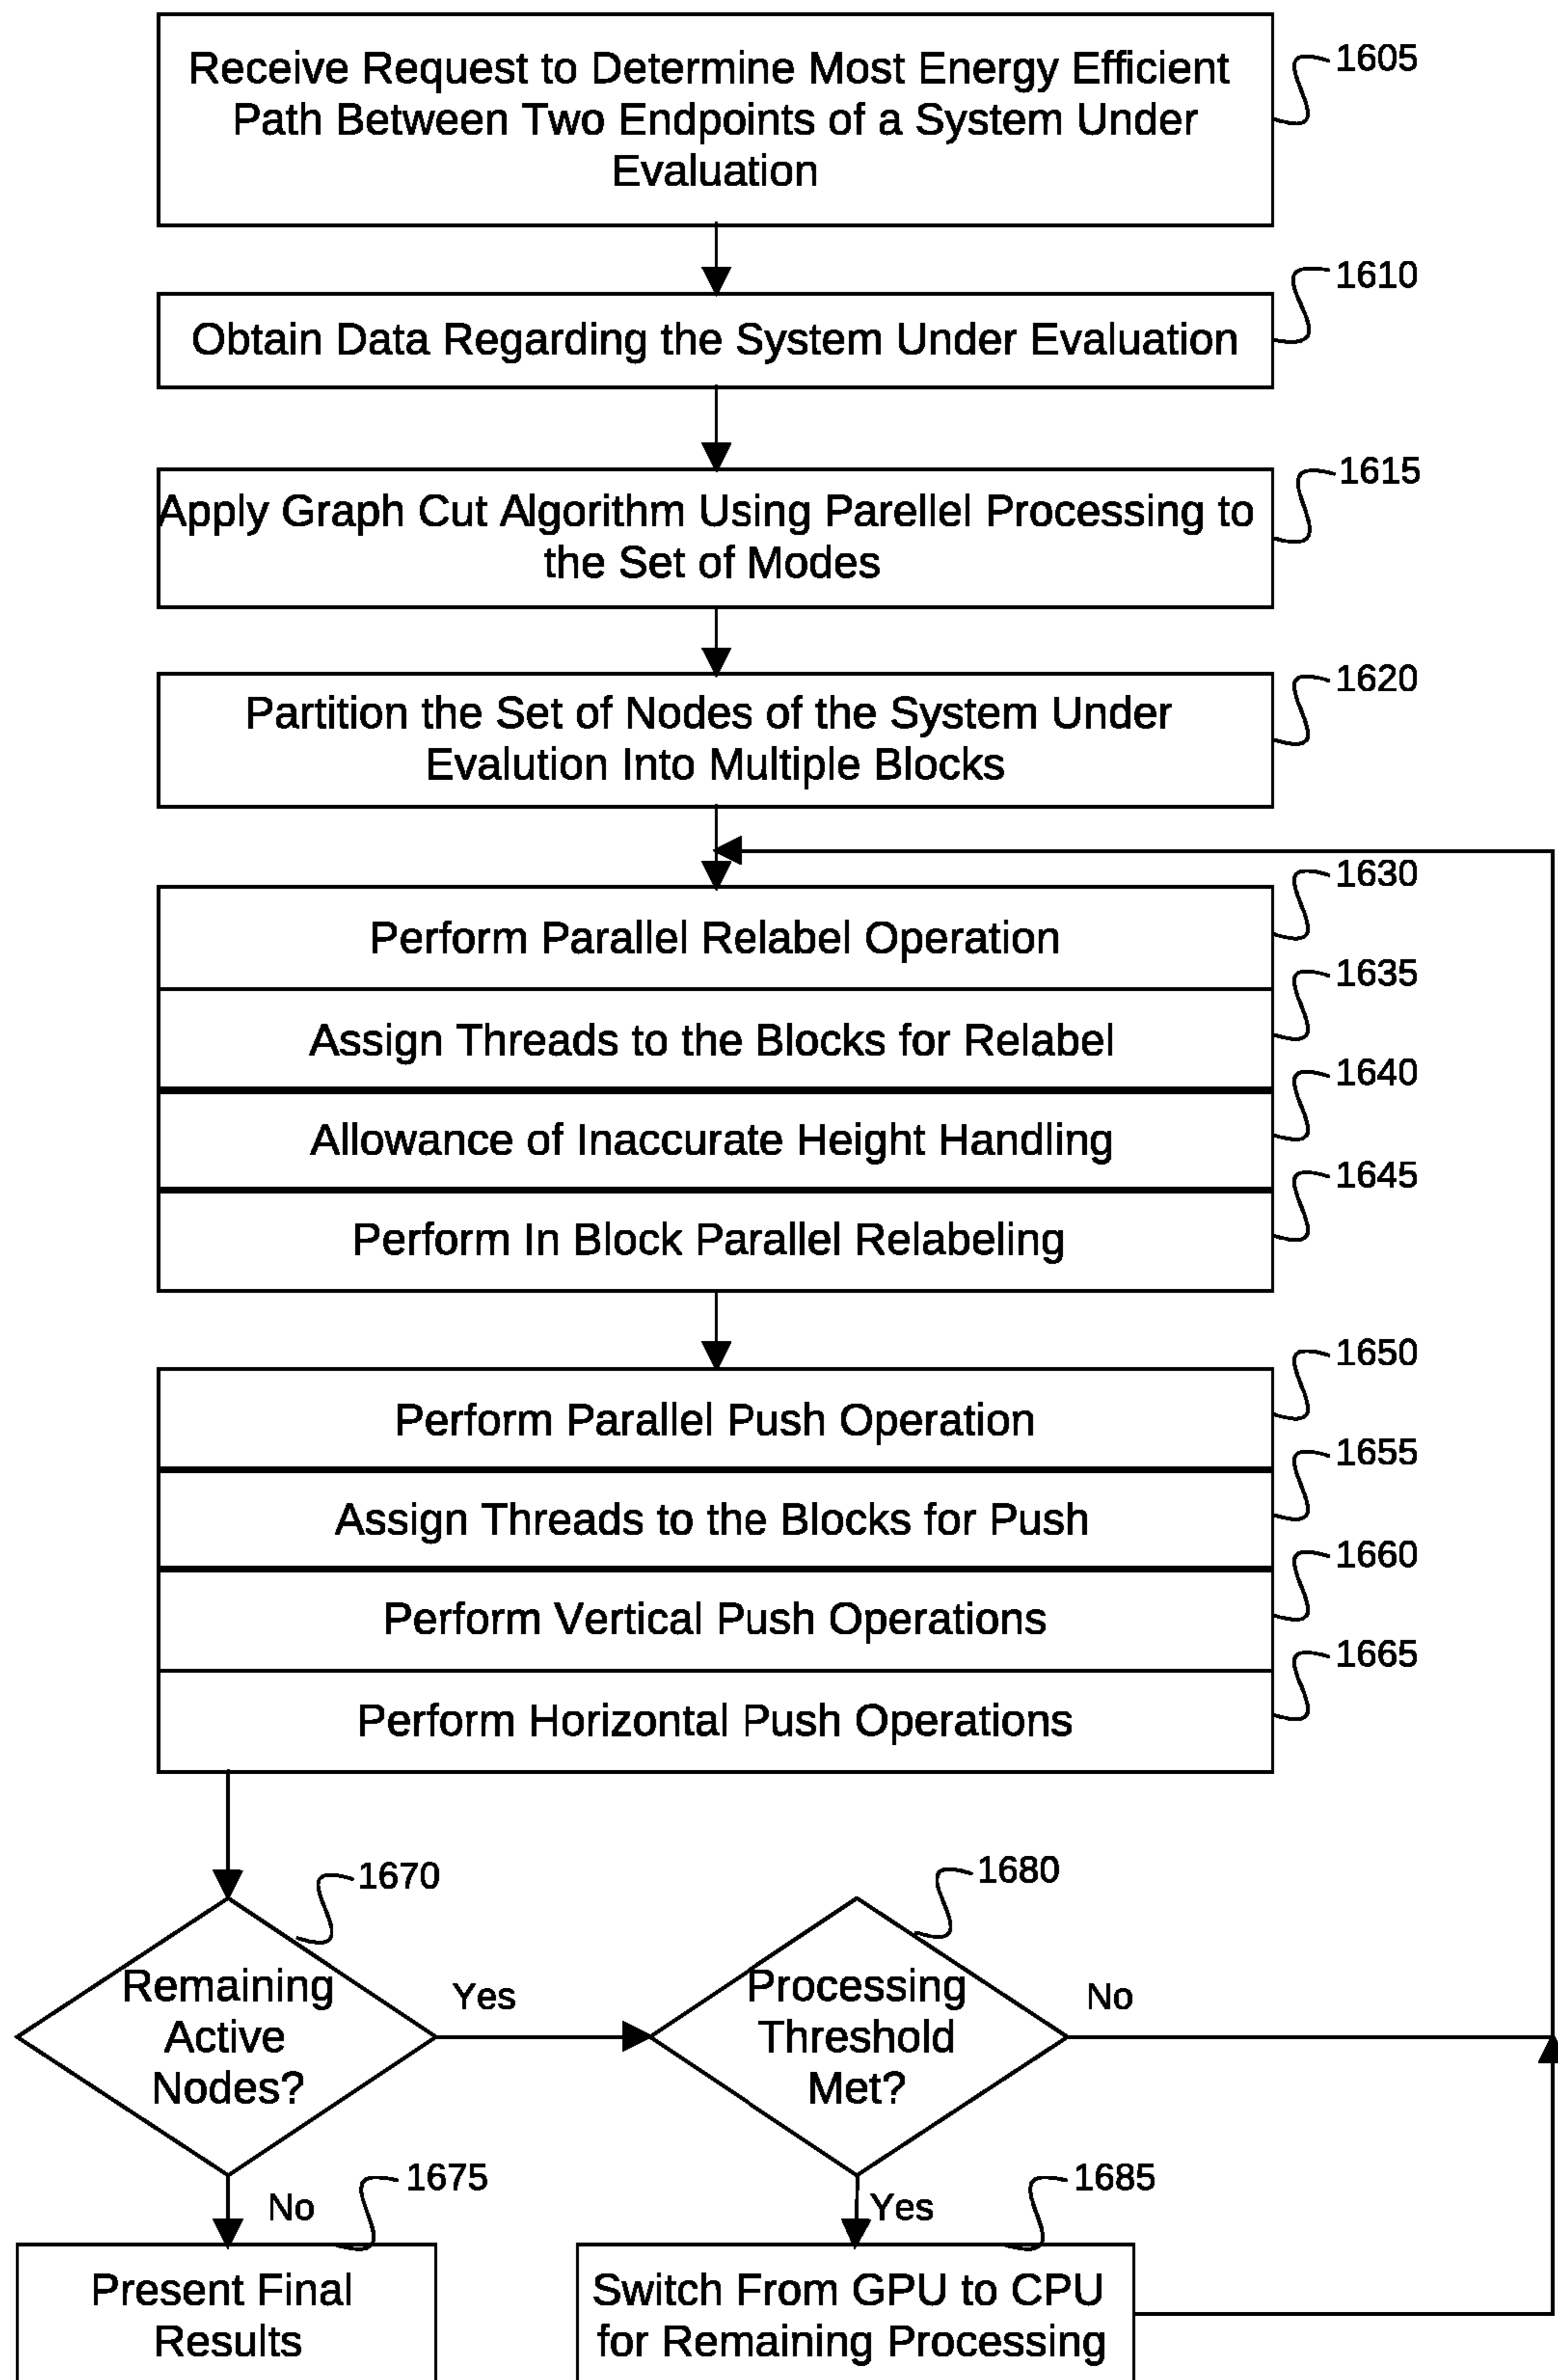 Receive Request to Determine Most Energy Efficient
Path Between Two Endpoints of a System Under
Evaluation
1605
Obtain Data Regarding the System Under Evaluation
1610
Apply Graph Cut Algorithm Using Parellel Processing to
the Set of Modes
1615
Partition the Set of Nodes of the System Under
Evalution Into Multiple Blocks
1620
Perform Parallel Relabel Operation
1630
Assign Threads to the Blocks for Relabel
1635
Allowance of Inaccurate Height Handling
1640
Perform In Block Parallel Relabeling
1645
Perform Parallel Push Operation
1650
Assign Threads to the Blocks for Push
1655
Perform Vertical Push Operations
1660
Perform Horizontal Push Operations
1665
Remaining
Active
Nodes?
1670
Yes
Processing
Threshold
Met?
1680
No
No
1675
Yes
1685
Present Final
Results
Switch From GPU to CPU
for Remaining Processing